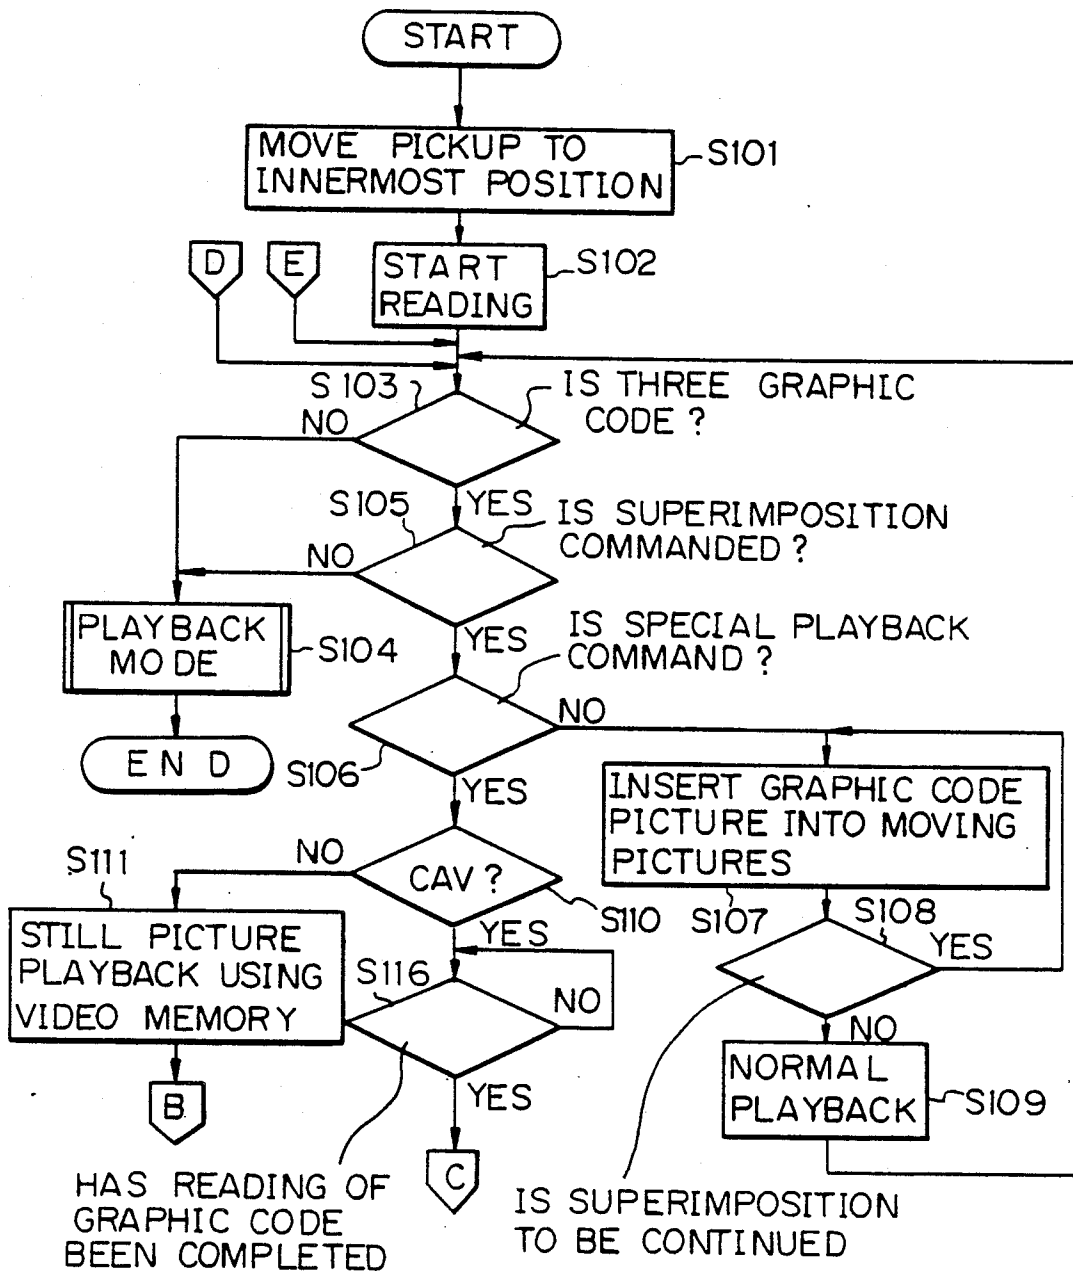 START
MOVE PICKUP TO
INNERMOST POSITION
S101
D
E
START
READING
S102
S103
IS THREE GRAPHIC
CODE?
NO
YES
S105
IS SUPERIMPOSITION
COMMANDED?
NO
YES
PLAYBACK
MODE
S104
IS SPECIAL PLAYBACK
COMMAND?
NO
END
S106
YES
INSERT GRAPHIC CODE
PICTURE INTO MOVING
PICTURES
S107
S111
NO
CAV?
S110
YES
S108
YES
STILL PICTURE
PLAYBACK USING
VIDEO MEMORY
S116
NO
NO
YES
B
NORMAL
PLAYBACK
S109
C
HAS READING OF
GRAPHIC CODE
BEEN COMPLETED
IS SUPERIMPOSITION
TO BE CONTINUED